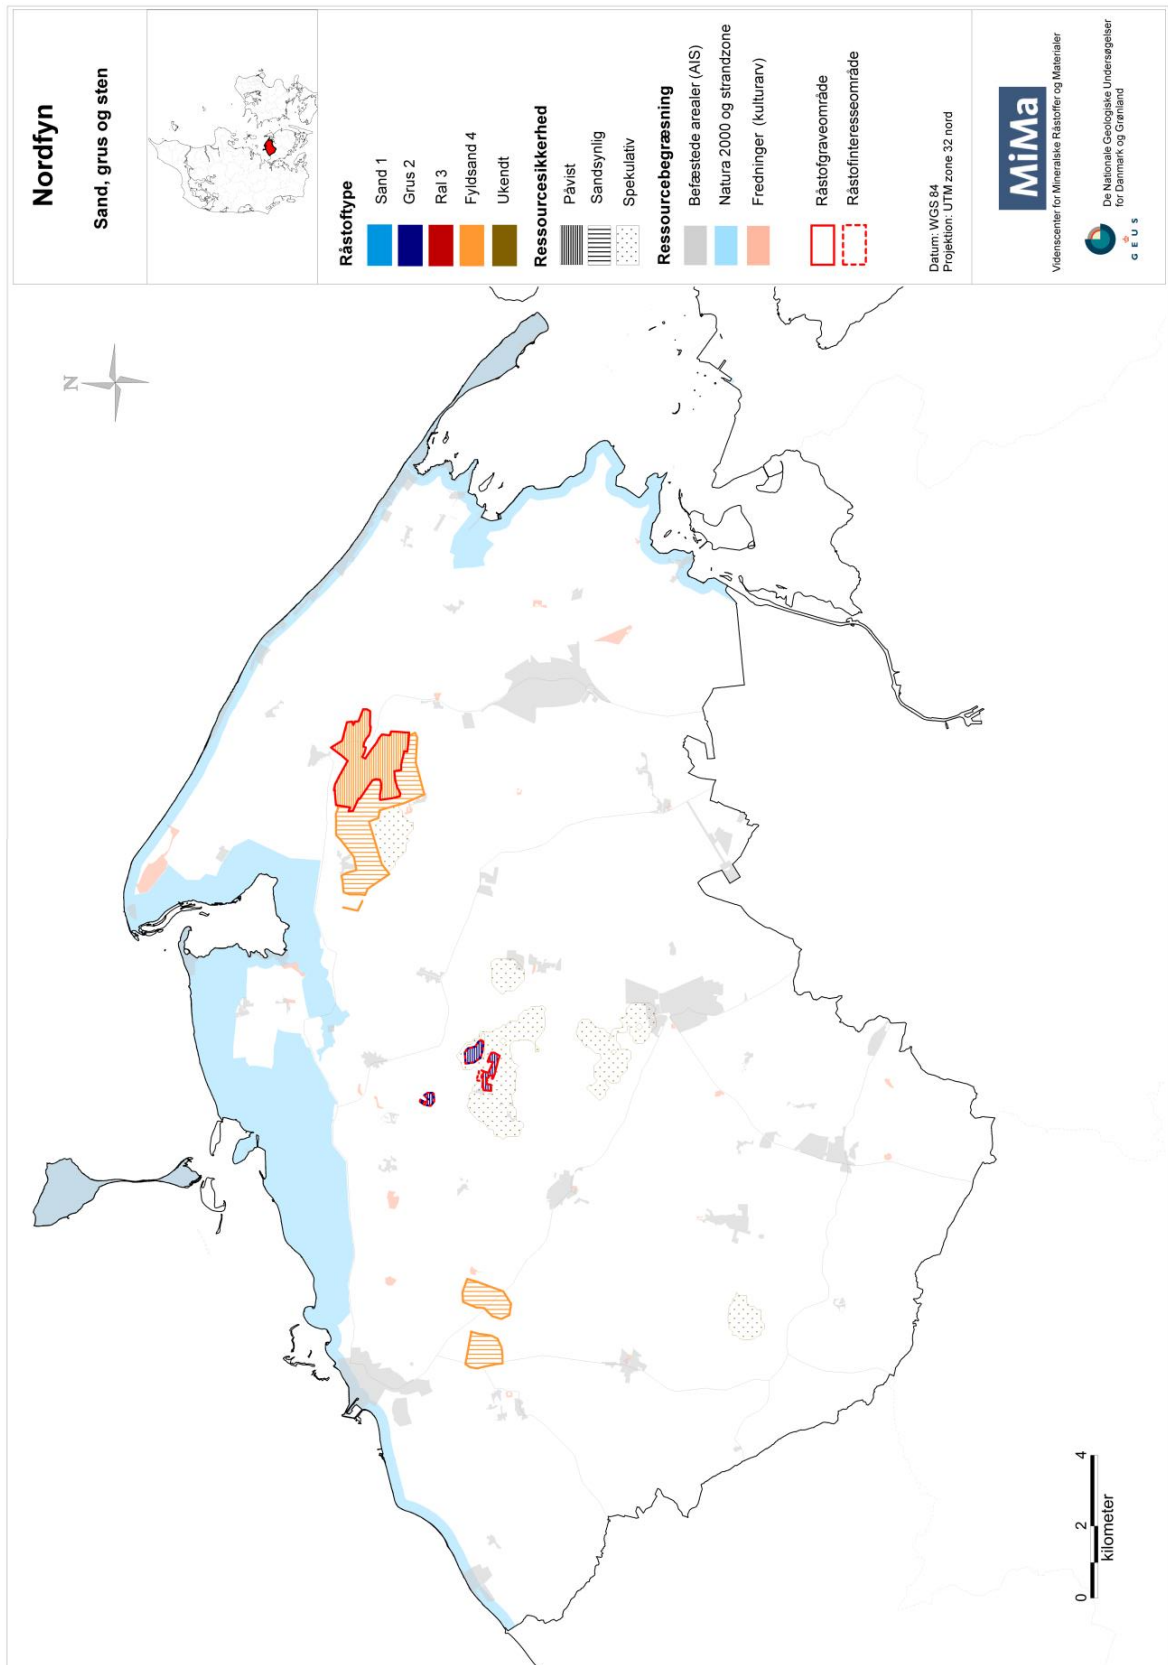 Nordfyn
Sand, grus og sten
Råstoftype
Sand 1
Grus 2
Ral 3
Fyldsand 4
Ukendt
Ressourcesikkerhed
Påvist
Sandsynlig
Spekulativ
Ressourcebegræsning
Befæstede arealer (AIS)
Natura 2000 og strandzone
Fredninger (kulturarv)
Råstofgraveområde
Råstofinteresseområde
Datum: WGS 84
Projektion: UTM zone 32 nord
MiMa
Videnscenter for Mineralske Råstoffer og Materialer
G E U S
De Nationale Geologiske Undersøgelser
for Danmark og Grønland
N
0 2 4
kilometer